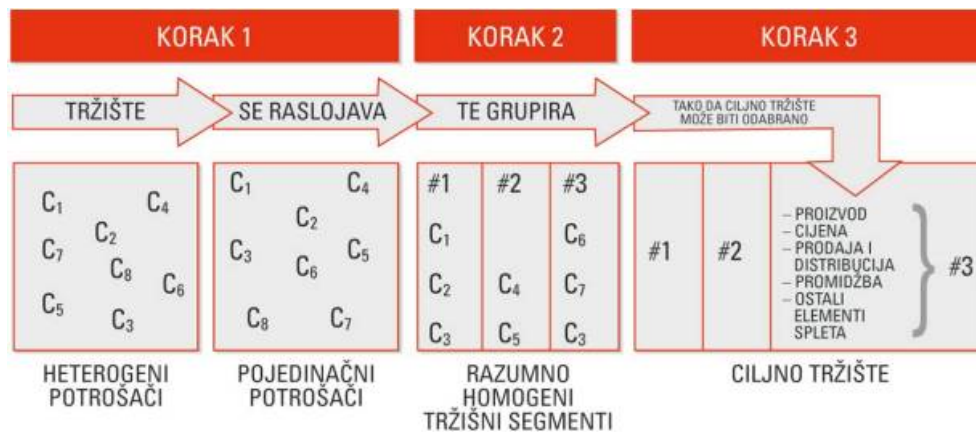 KORAK 1
KORAK 2
KORAK 3
TRŽIŠTE
SE RASLOJAVA
TE GRUPIRA
TAKO DA CILJNO TRŽIŠTE
MOŽE BITI ODABRANO
C₁
C₄
C₂
C₇
C₈
C₆
C₅
C₃
C₁
C₄
C₂
C₃
C₅
C₆
C₈
C₇
#1
#2
#3
C₁
C₆
C₂
C₄
C₇
C₃
C₅
C₃
#1
#2
– PROIZVOD
– CIJENA
– PRODAJA I
DISTRIBUCIJA
– PROMIDŽBA
– OSTALI
ELEMENTI
SPLETA
#3
HETEROGENI
POTROŠAČI
POJEDINAČNI
POTROŠAČI
RAZUMNO
HOMOGENI
TRŽIŠNI SEGMENTI
CILJNO TRŽIŠTE